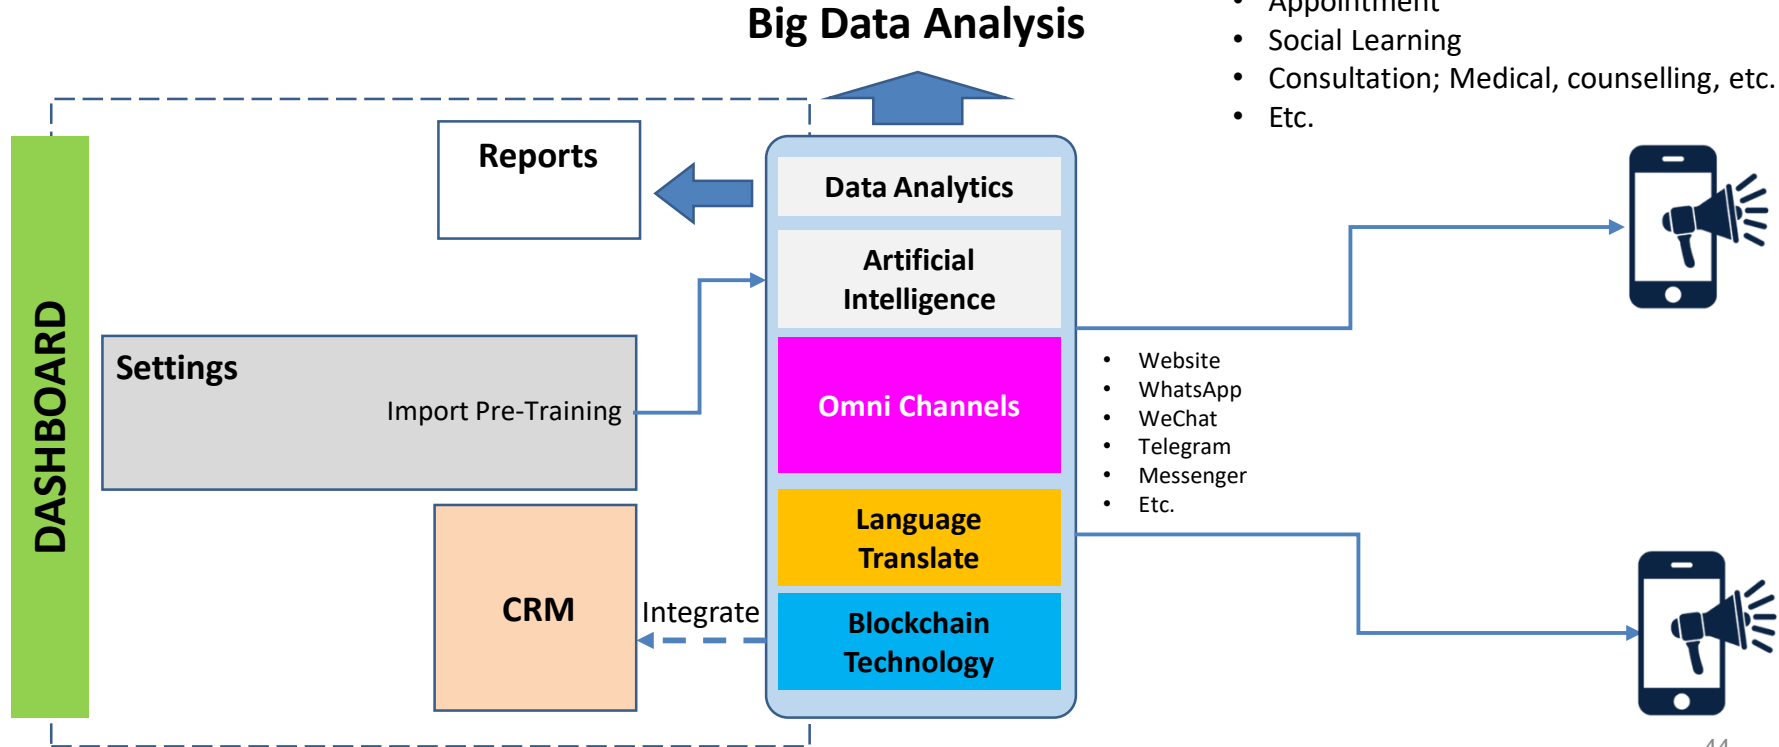 Big Data Analysis
• Appointment
• Social Learning
• Consultation; Medical, counselling, etc.
• Etc.
DASHBOARD
Reports
Settings
Import Pre-Training
CRM
Integrate
Data Analytics
Artificial
Intelligence
Omni Channels
Language
Translate
Blockchain
Technology
• Website
• WhatsApp
• WeChat
• Telegram
• Messenger
• Etc.
44